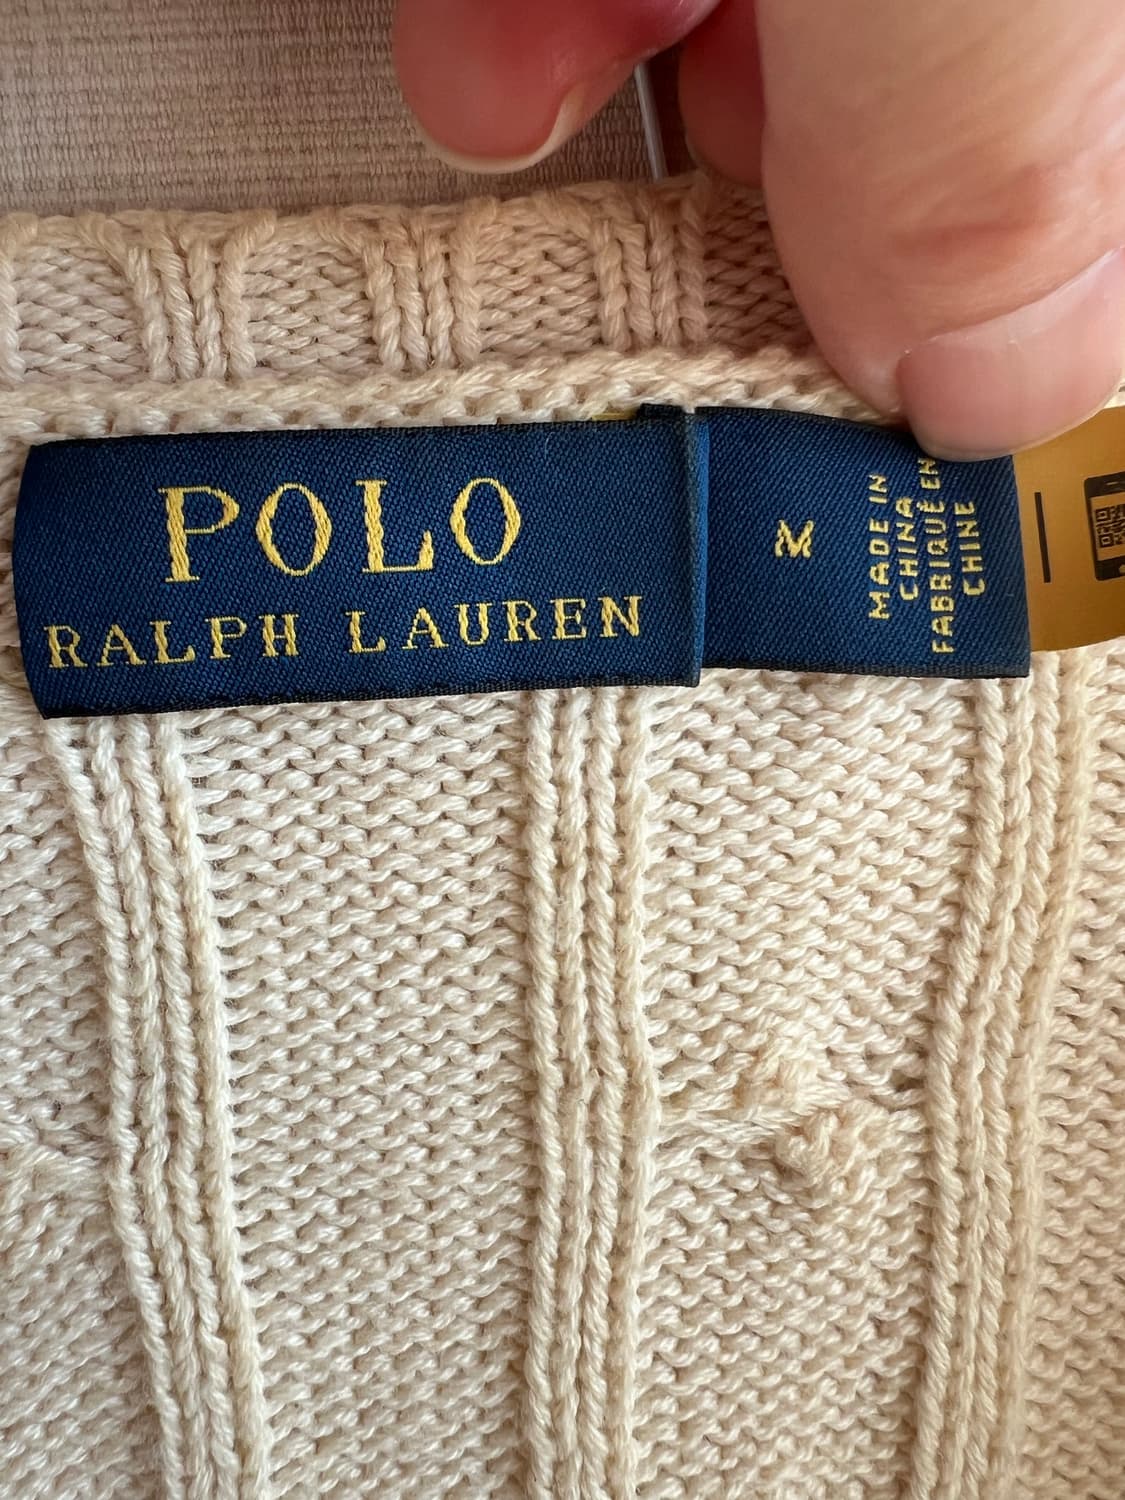 POLO
RALPH LAUREN
M
MADE IN
CHINA
FABRIQUÉ EN
CHINE